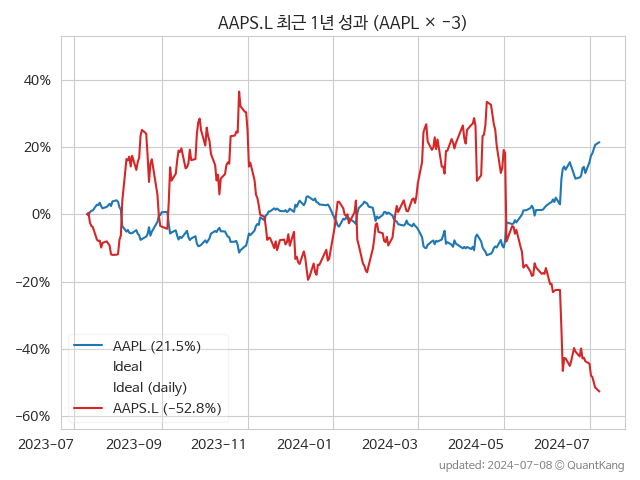 AAPS.L 최근 1년 성과 (AAPL × −3)
40%
20%
0%
−20%
−40%
−60%
AAPL (21.5%)
Ideal
Ideal (daily)
AAPS.L (−52.8%)
2023-07
2023-09
2023-11
2024-01
2024-03
2024-05
2024-07
updated: 2024-07-08 © QuantKang